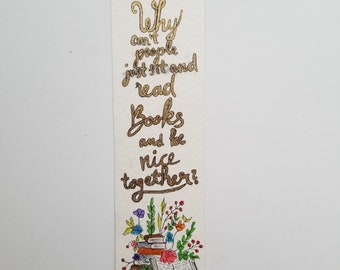 Why
can't
people
just sit and
read
Books
and be
nice
together?